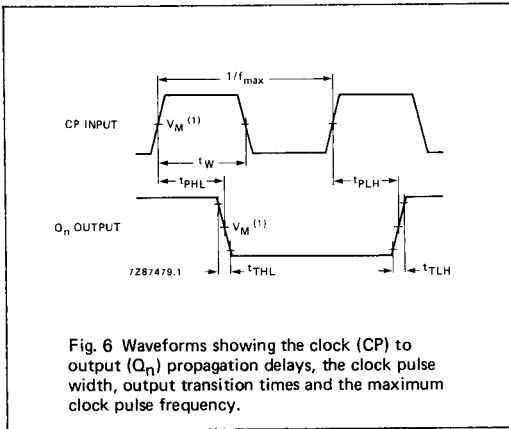 1/fmax
CP INPUT
VM(1)
tW
tPHL
tPLH
Qn OUTPUT
VM(1)
7Z87479.1
tTHL
tTLH
Fig. 6 Waveforms showing the clock (CP) to
output (Qn) propagation delays, the clock pulse
width, output transition times and the maximum
clock pulse frequency.